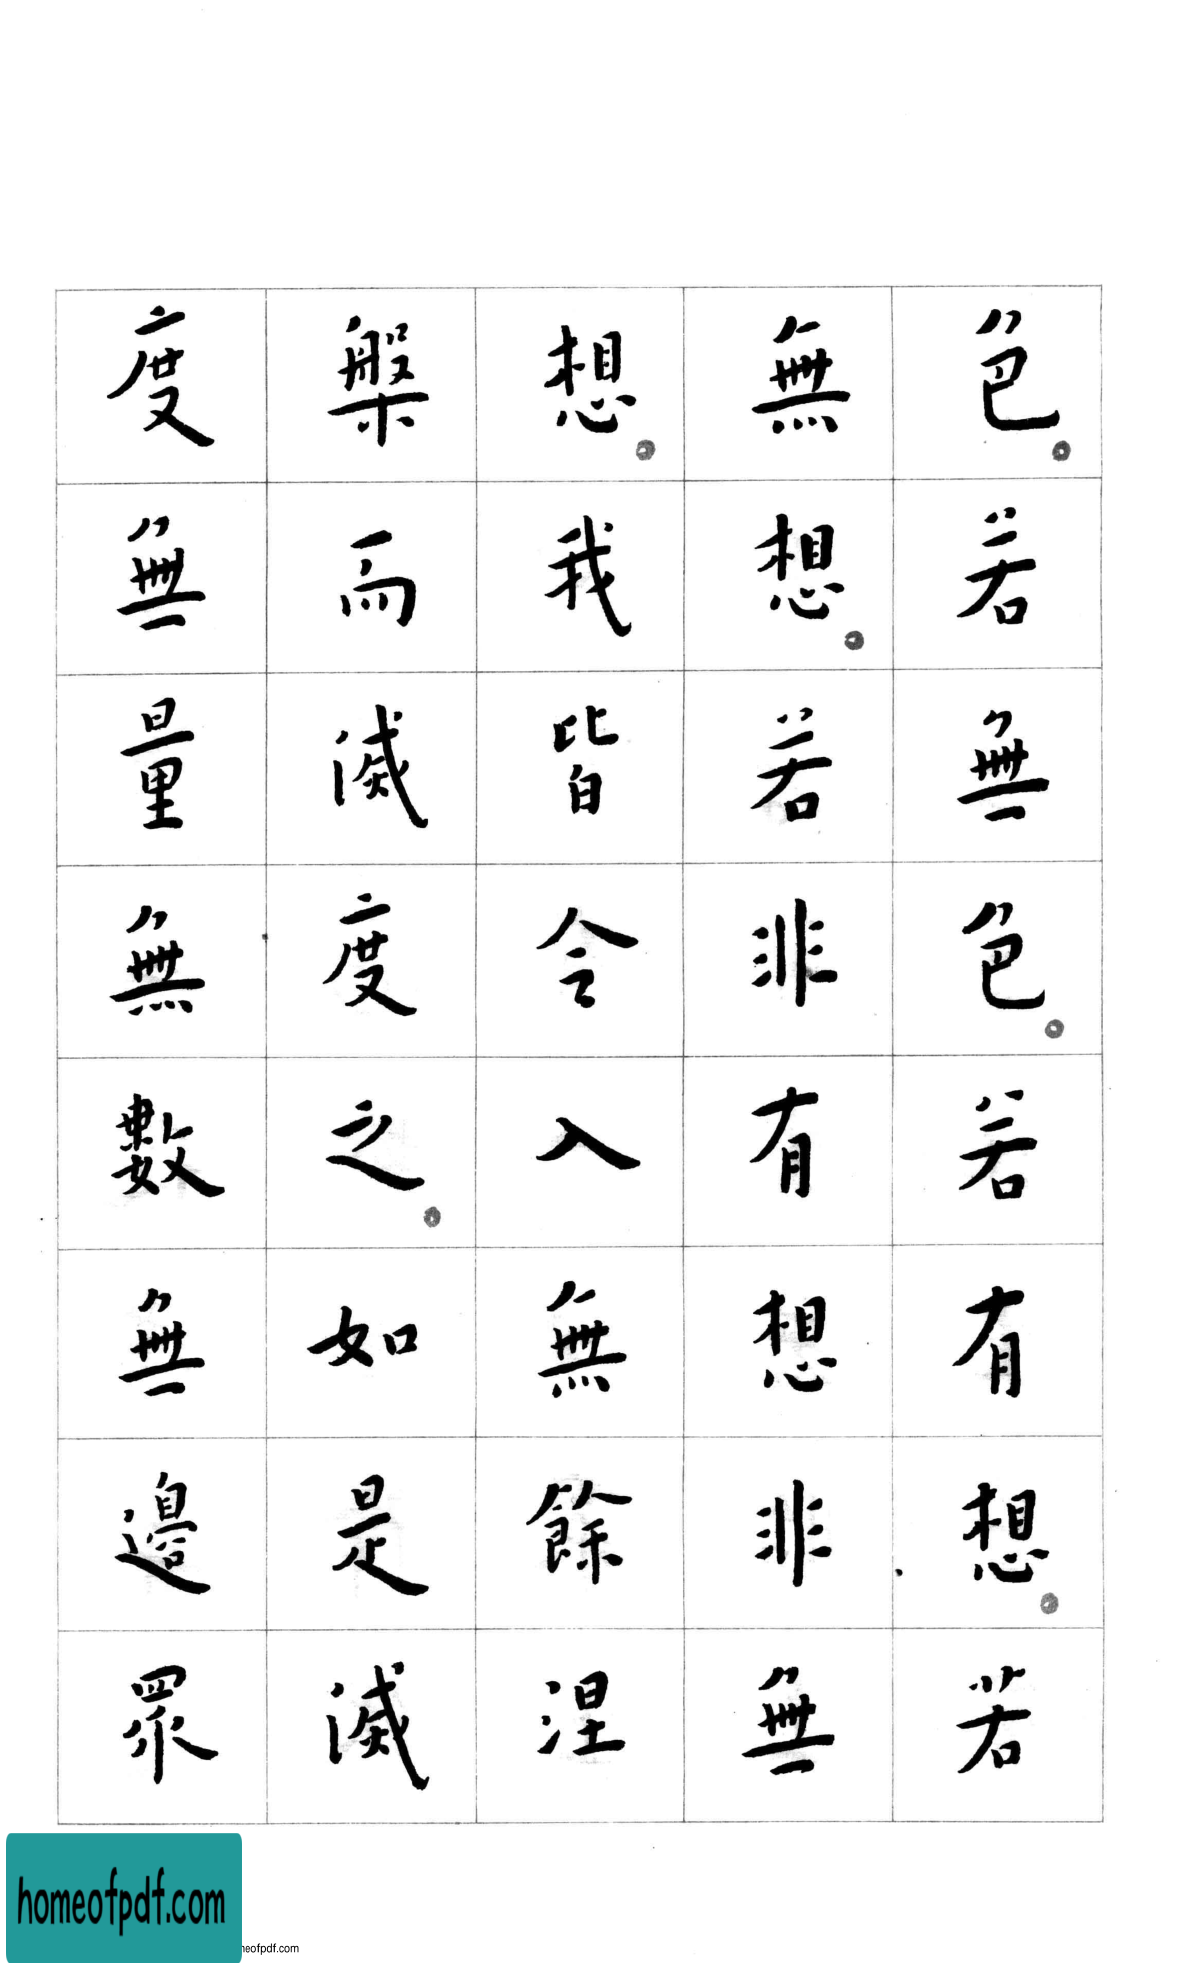 色。若無色。若有想。若
無想。若非有想非無
想。我皆令入無餘涅
槃而滅度之。如是滅
度無量無數無邊眾
homeofpdf.com
neofpdf.com